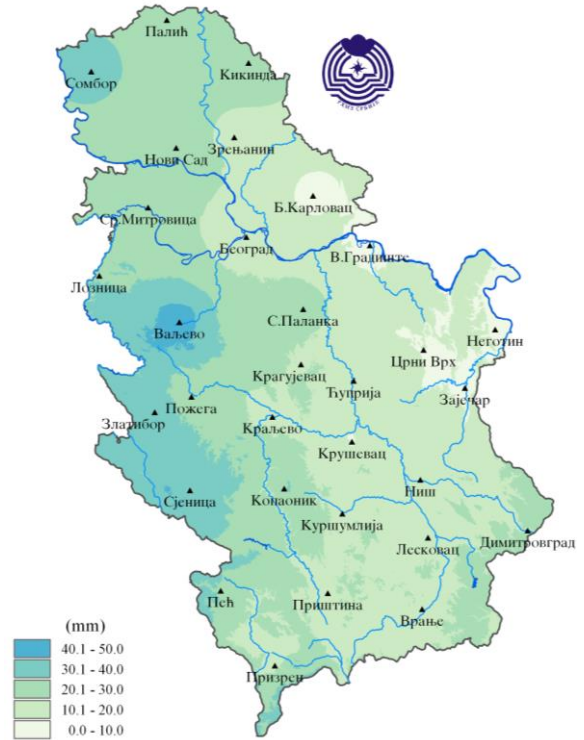 Палић
Сомбор
Кикинда
РХМЗ СРБИЈЕ
Зрењанин
Нови Сад
Б.Карловац
Ср.Митровица
Београд
В.Градиште
Лозница
С.Паланка
Ваљево
Неготин
Црни Врх
Крагујевац
Ћуприја
Зајечар
Пожега
Златибор
Краљево
Крушевац
Ниш
Сјеница
Копаоник
Куршумлија
Димитровград
Лесковац
Пећ
Приштина
Врање
(mm)
40.1 - 50.0
30.1 - 40.0
20.1 - 30.0
10.1 - 20.0
0.0 - 10.0
Призрен